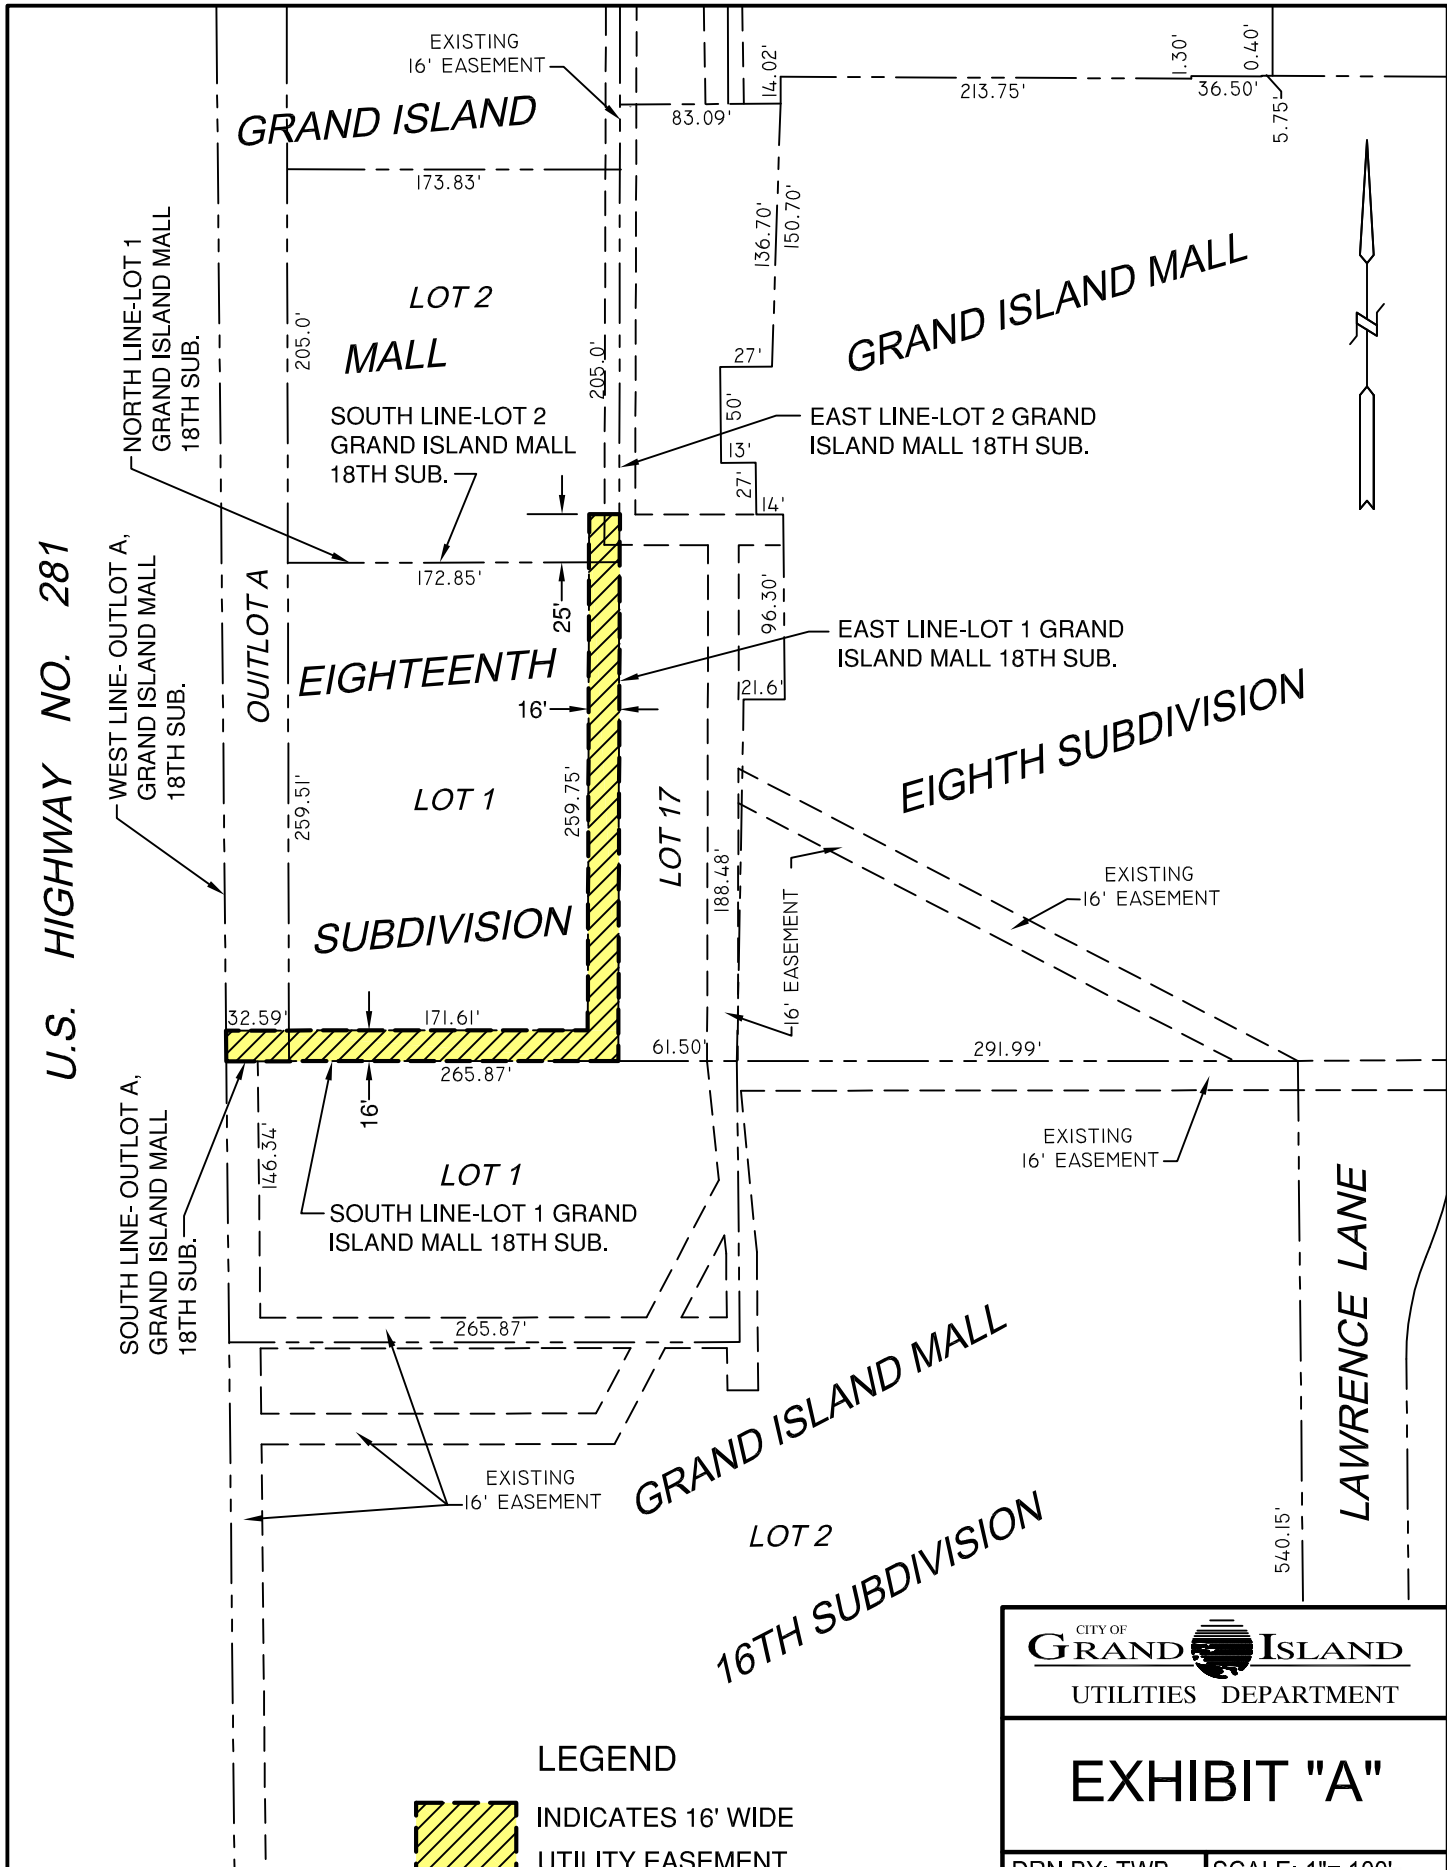 EXISTING
16' EASEMENT
GRAND ISLAND
14.02'
83.09'
213.75'
1.30'
0.40'
36.50'
5.75'
173.83'
136.70'
150.70'
NORTH LINE-LOT 1
GRAND ISLAND MALL
18TH SUB.
LOT 2
205.0'
MALL
205.0'
27'
GRAND ISLAND MALL
SOUTH LINE-LOT 2
GRAND ISLAND MALL
18TH SUB.
50'
EAST LINE-LOT 2 GRAND
ISLAND MALL 18TH SUB.
13'
27'
14'
U.S. HIGHWAY NO. 281
WEST LINE- OUTLOT A,
GRAND ISLAND MALL
18TH SUB.
OUTLOT A
172.85'
25'
96.30'
EAST LINE-LOT 1 GRAND
ISLAND MALL 18TH SUB.
EIGHTEENTH
16'
21.6'
EIGHTH SUBDIVISION
259.51'
LOT 1
259.75'
LOT 17
188.48'
16' EASEMENT
EXISTING
16' EASEMENT
SUBDIVISION
32.59'
171.61'
61.50'
291.99'
265.87'
16'
SOUTH LINE- OUTLOT A,
GRAND ISLAND MALL
18TH SUB.
146.34'
LOT 1
SOUTH LINE-LOT 1 GRAND
ISLAND MALL 18TH SUB.
EXISTING
16' EASEMENT
265.87'
LAWRENCE LANE
GRAND ISLAND MALL
EXISTING
16' EASEMENT
LOT 2
16TH SUBDIVISION
540.15'
CITY OF
GRAND ISLAND
UTILITIES DEPARTMENT
EXHIBIT "A"
LEGEND
INDICATES 16' WIDE
UTILITY EASEMENT
DRN BY: TWB
SCALE: 1"= 100'